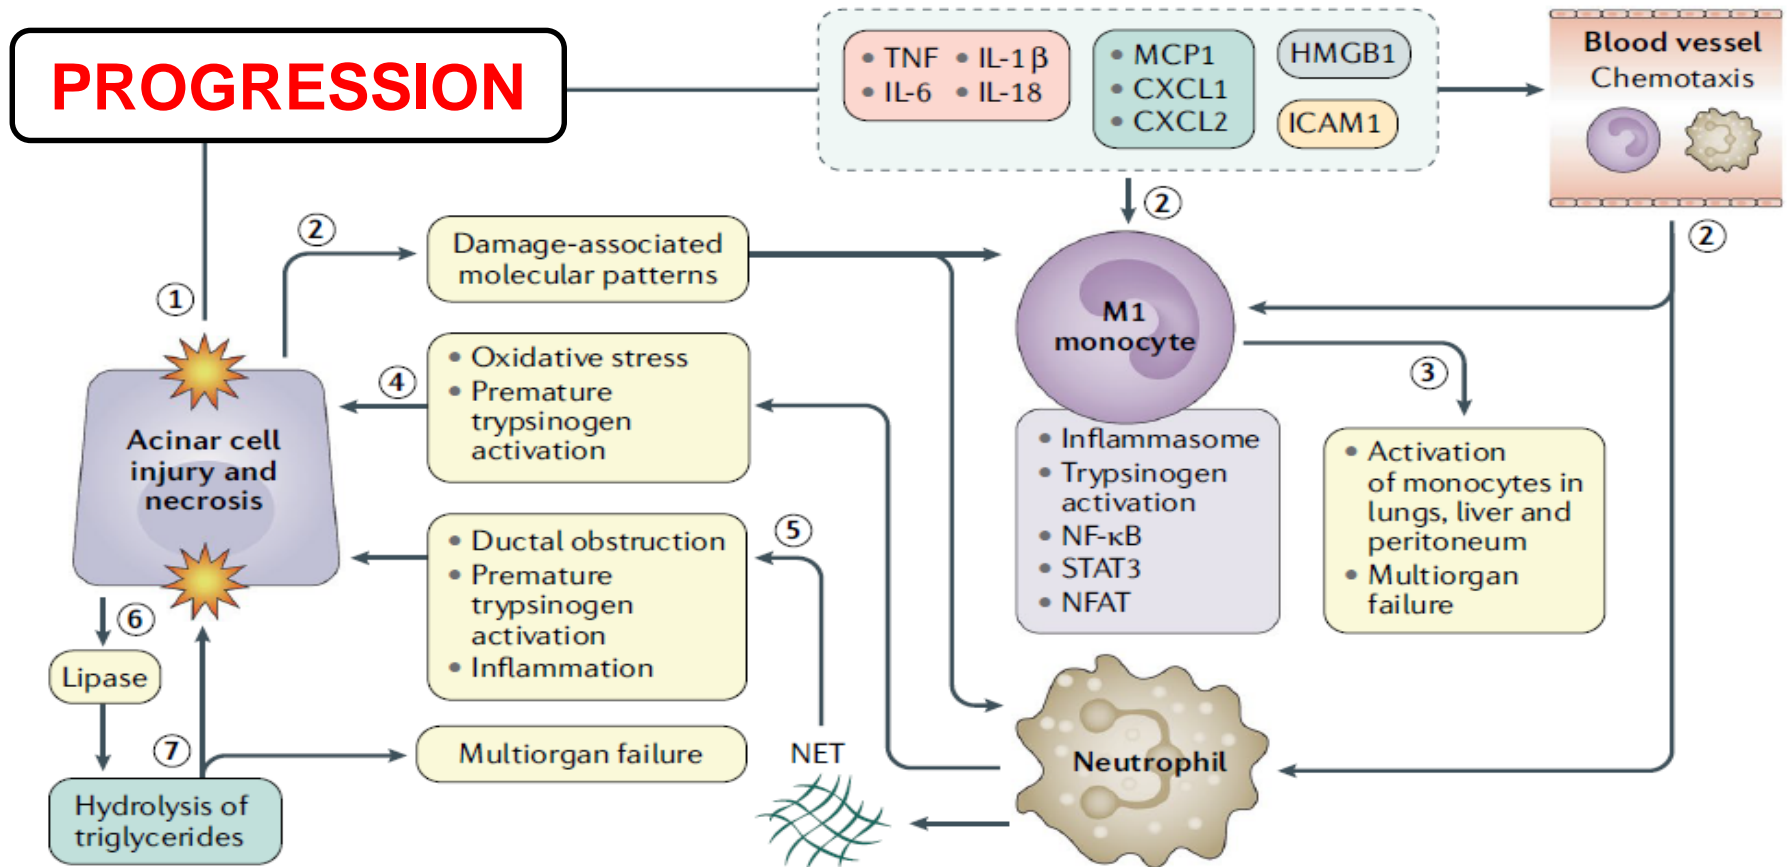 PROGRESSION
• TNF • IL-1β
• IL-6 • IL-18
• MCP1
• CXCL1
• CXCL2
HMGB1
ICAM1
Blood vessel
Chemotaxis
①
②
Damage-associated
molecular patterns
②
②
M1
monocyte
③
• Oxidative stress
• Premature
trypsinogen
activation
④
Acinar cell
injury and
necrosis
• Inflammasome
• Trypsinogen
activation
• NF-κB
• STAT3
• NFAT
• Activation
of monocytes in
lungs, liver and
peritoneum
• Multiorgan
failure
• Ductal obstruction
• Premature
trypsinogen
activation
• Inflammation
⑤
⑥
Lipase
⑦
Multiorgan failure
NET
Neutrophil
Hydrolysis of
triglycerides